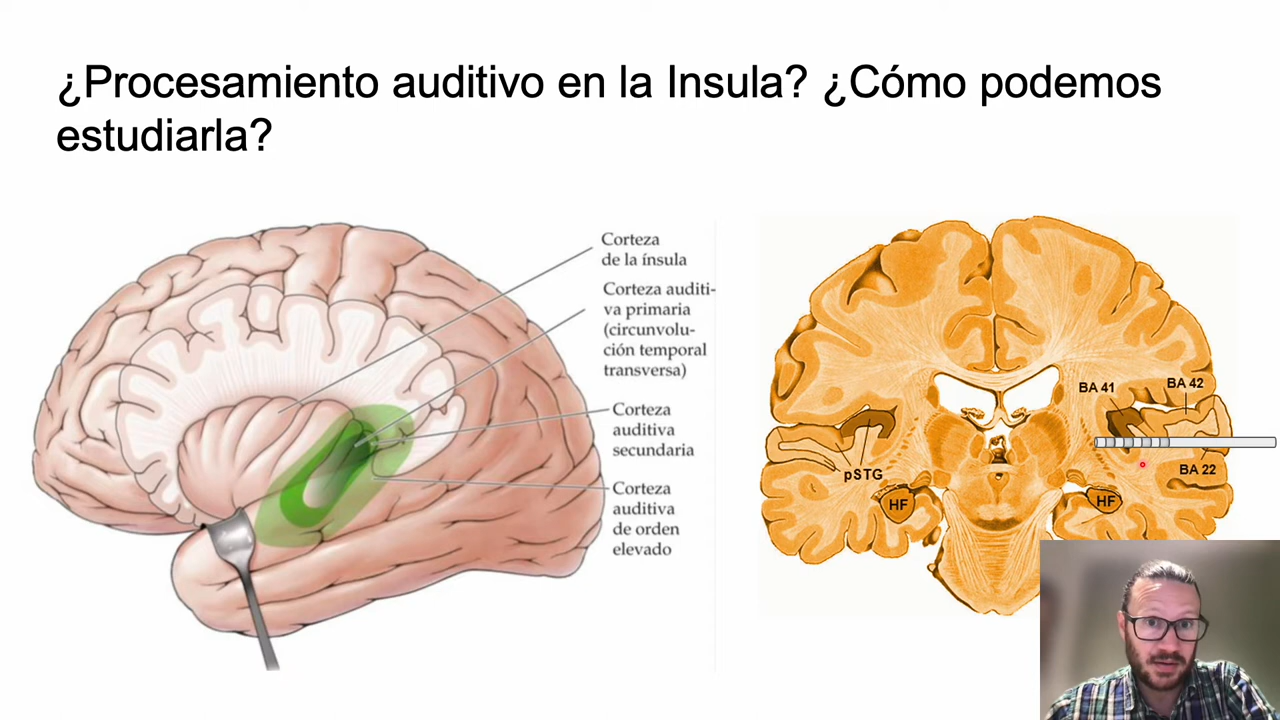 ¿Procesamiento auditivo en la Insula? ¿Cómo podemos
estudiarla?
Corteza
de la ínsula
Corteza auditi-
va primaria
(circunvolu-
ción temporal
transversa)
Corteza
auditiva
secundaria
Corteza
auditiva
de orden
elevado
BA 41
BA 42
pSTG
BA 22
HF
HF